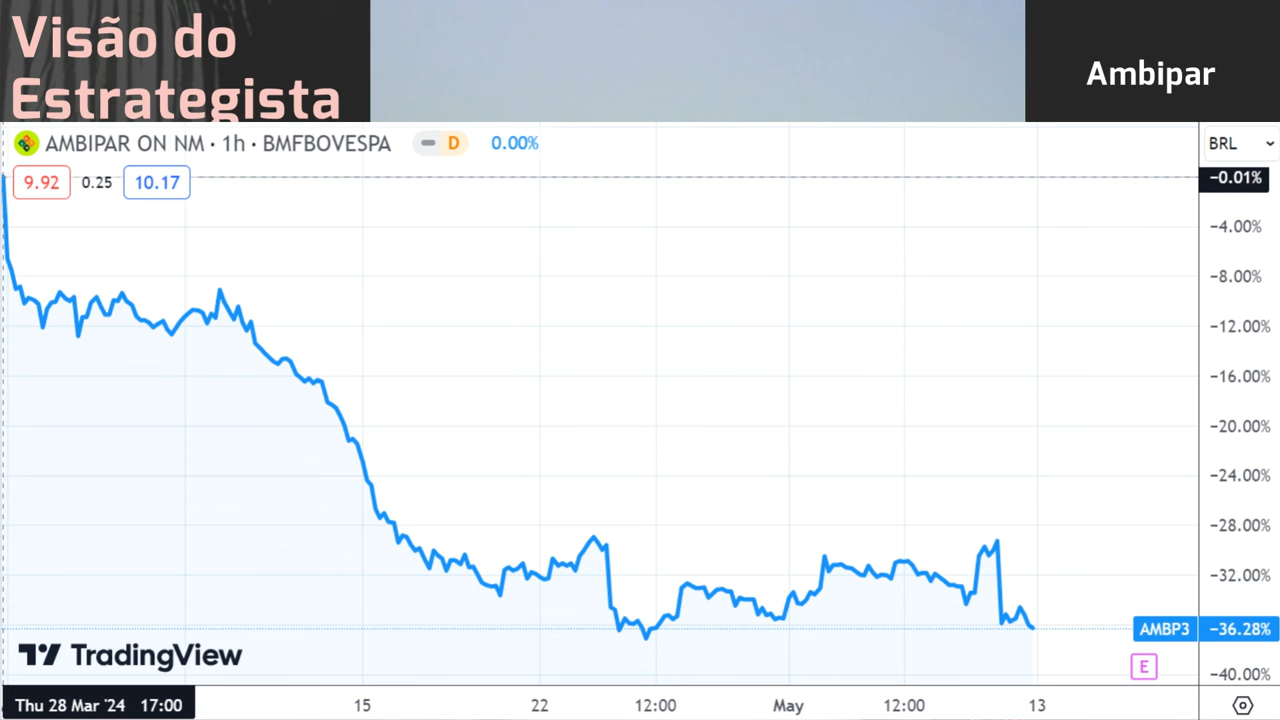 Visão do
Estrategista
Ambipar
AMBIPAR ON NM · 1h · BMFBOVESPA
D
0.00%
BRL
9.92
0.25
10.17
−0.01%
−4.00%
−8.00%
−12.00%
−16.00%
−20.00%
−24.00%
−28.00%
−32.00%
AMBP3
−36.28%
E
−40.00%
TradingView
Thu 28 Mar '24 17:00
15
22
12:00
May
12:00
13